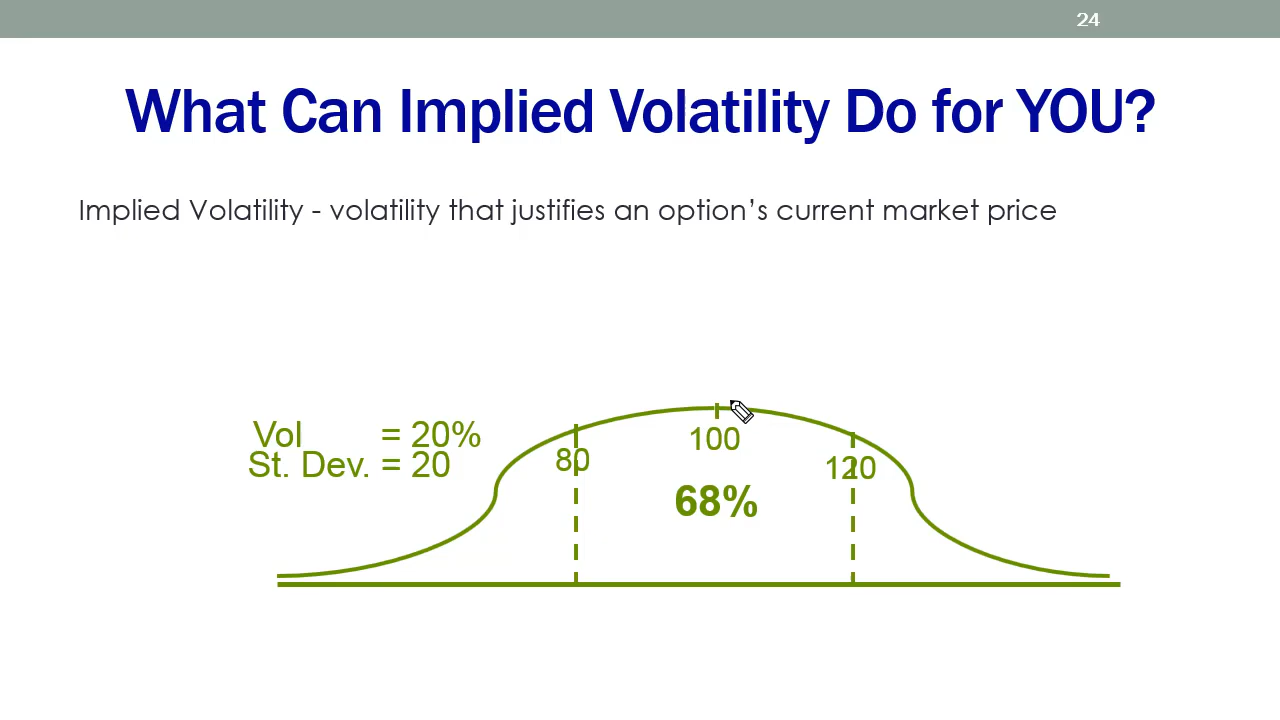 24
What Can Implied Volatility Do for YOU?
Implied Volatility - volatility that justifies an option’s current market price
Vol = 20%
St. Dev. = 20
80
100
120
68%